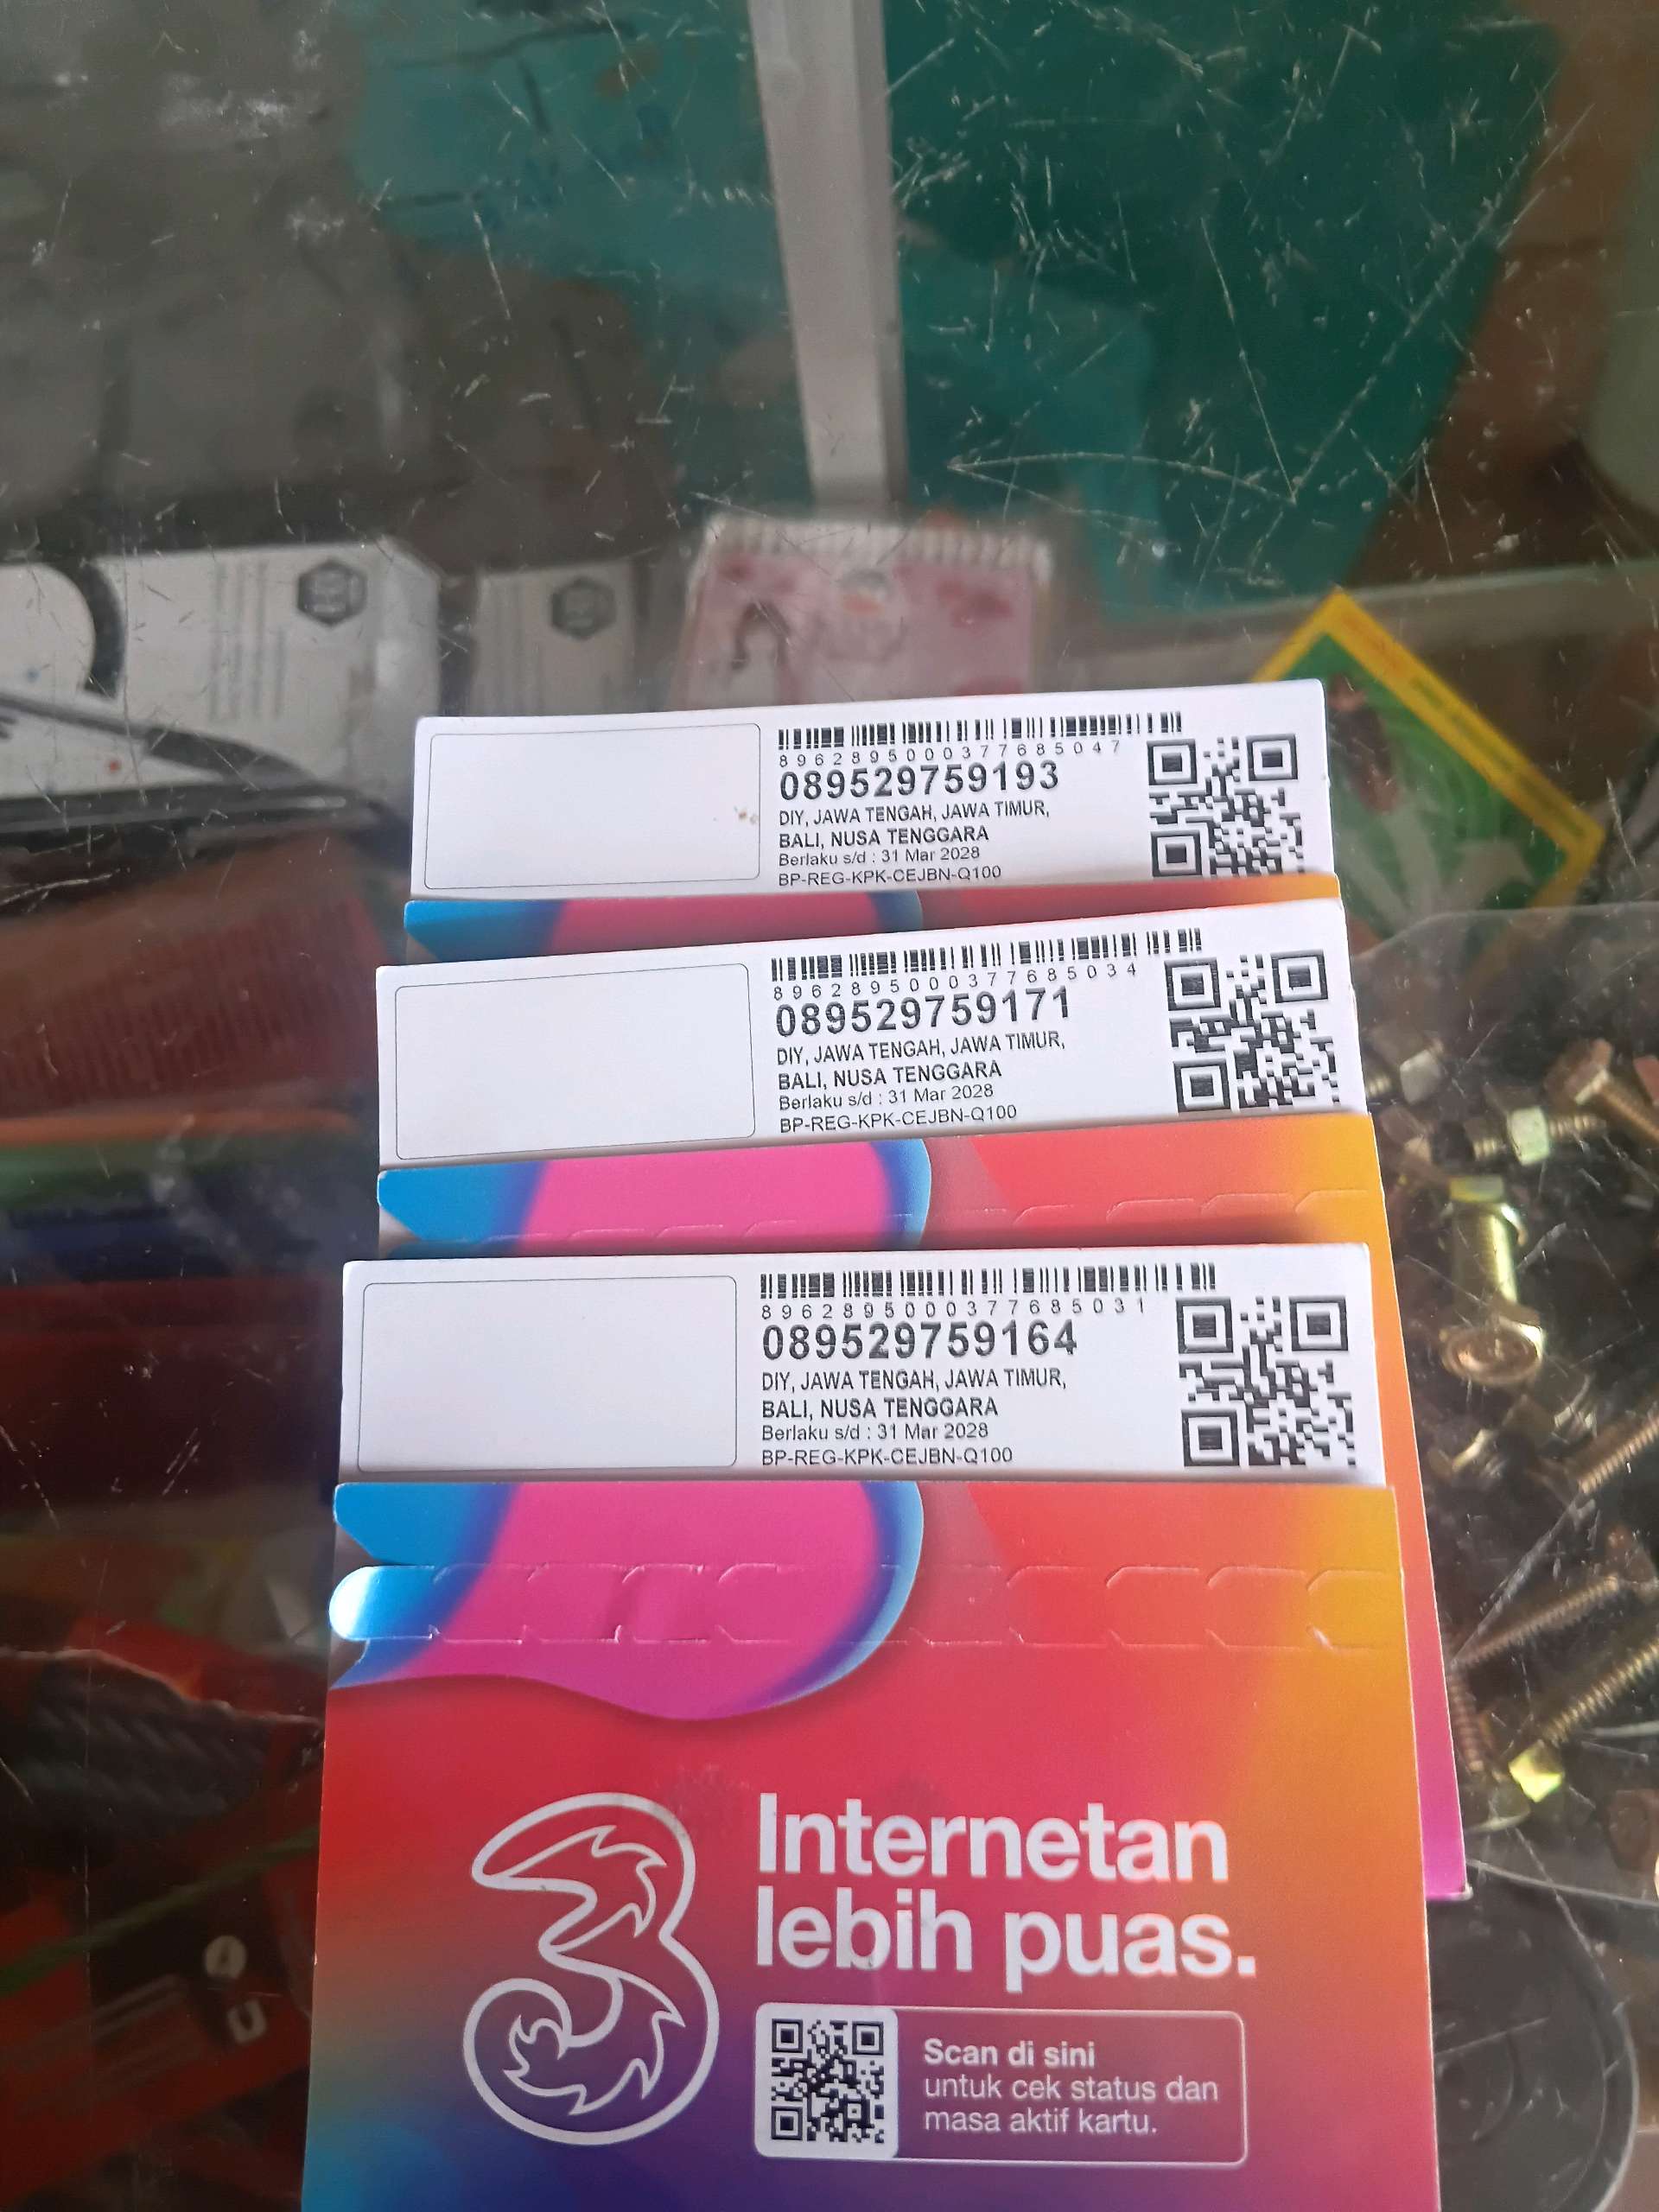 8962895000377685047
089529759193
DIY, JAWA TENGAH, JAWA TIMUR,
BALI, NUSA TENGGARA
Berlaku s/d : 31 Mar 2028
BP-REG-KPK-CEJBN-Q100
8962895000377685034
089529759171
DIY, JAWA TENGAH, JAWA TIMUR,
BALI, NUSA TENGGARA
Berlaku s/d : 31 Mar 2028
BP-REG-KPK-CEJBN-Q100
8962895000377685031
089529759164
DIY, JAWA TENGAH, JAWA TIMUR,
BALI, NUSA TENGGARA
Berlaku s/d : 31 Mar 2028
BP-REG-KPK-CEJBN-Q100
3
Internetan
lebih puas.
Scan di sini
untuk cek status dan
masa aktif kartu.